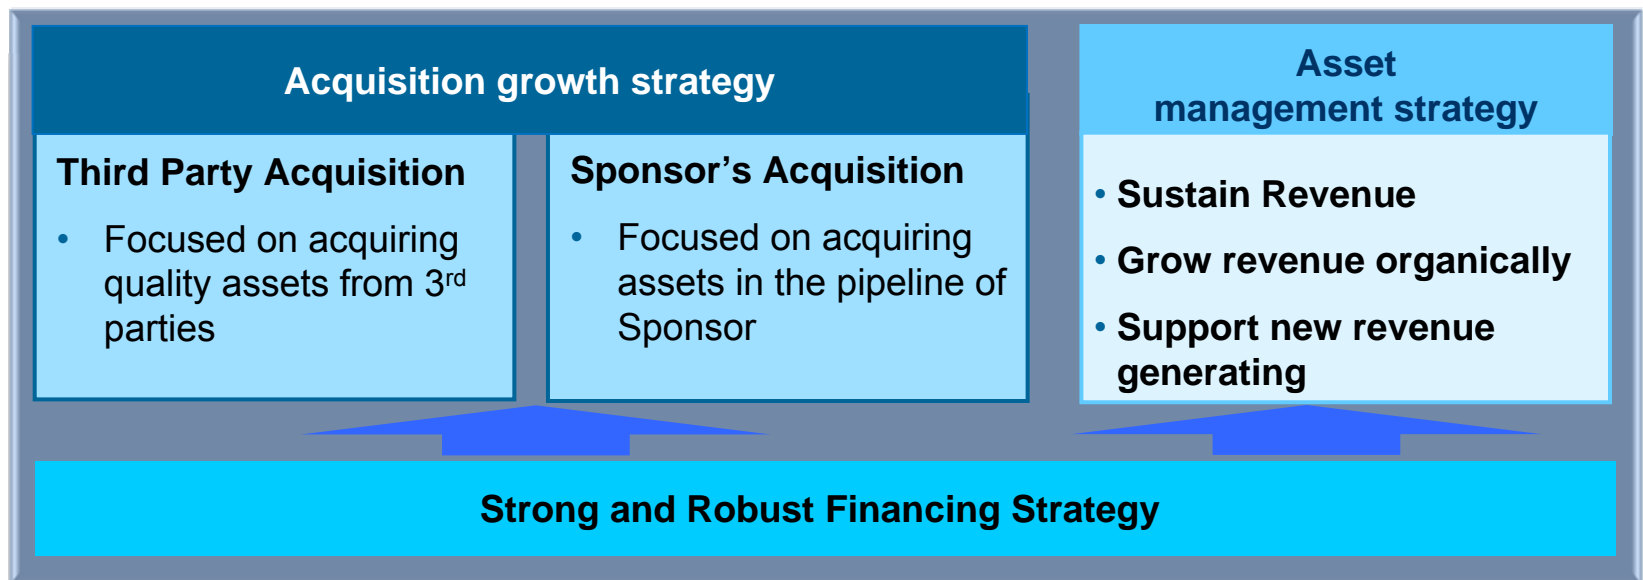 Acquisition growth strategy
Third Party Acquisition
• Focused on acquiring
quality assets from 3rd
parties
Sponsor’s Acquisition
• Focused on acquiring
assets in the pipeline of
Sponsor
Asset
management strategy
• Sustain Revenue
• Grow revenue organically
• Support new revenue
generating
Strong and Robust Financing Strategy